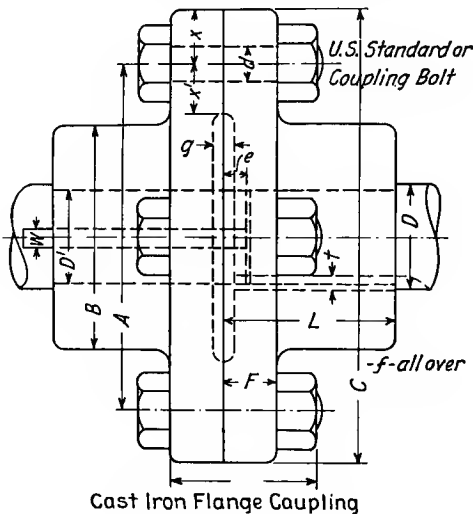 x
d
U.S. Standard or
Coupling Bolt
x'
g
e
W
D'
B
A
t
D
L
F
C
-f-all over
Cast Iron Flange Coupling